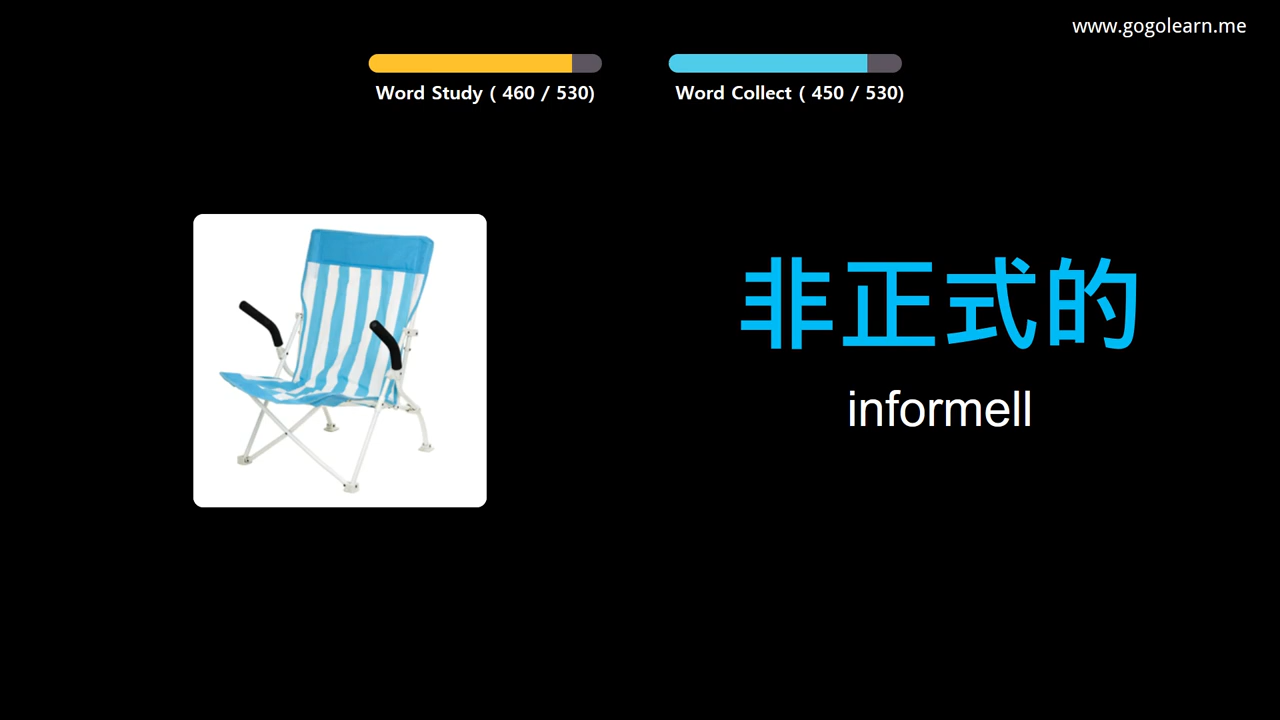 www.gogolearn.me
Word Study ( 460 / 530)
Word Collect ( 450 / 530)
非正式的
informell